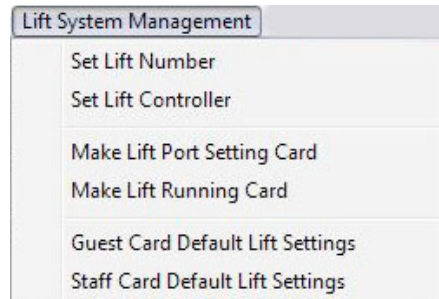 Lift System Management
Set Lift Number
Set Lift Controller
Make Lift Port Setting Card
Make Lift Running Card
Guest Card Default Lift Settings
Staff Card Default Lift Settings